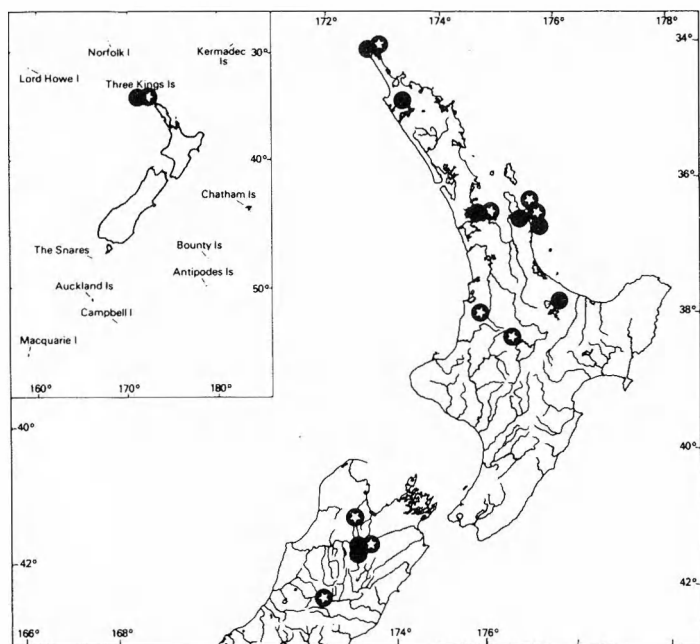 172° 174° 176° 178°
34°
36°
38°
40°
42°
30°
40°
50°
Norfolk I
Kermadec
Is
Lord Howe I
Three Kings Is
Chatham Is
The Snares
Bounty Is
Auckland Is
Antipodes Is
Campbell I
Macquarie I
160° 170° 180°
40°
42°
166° 168° 174° 176° 178°